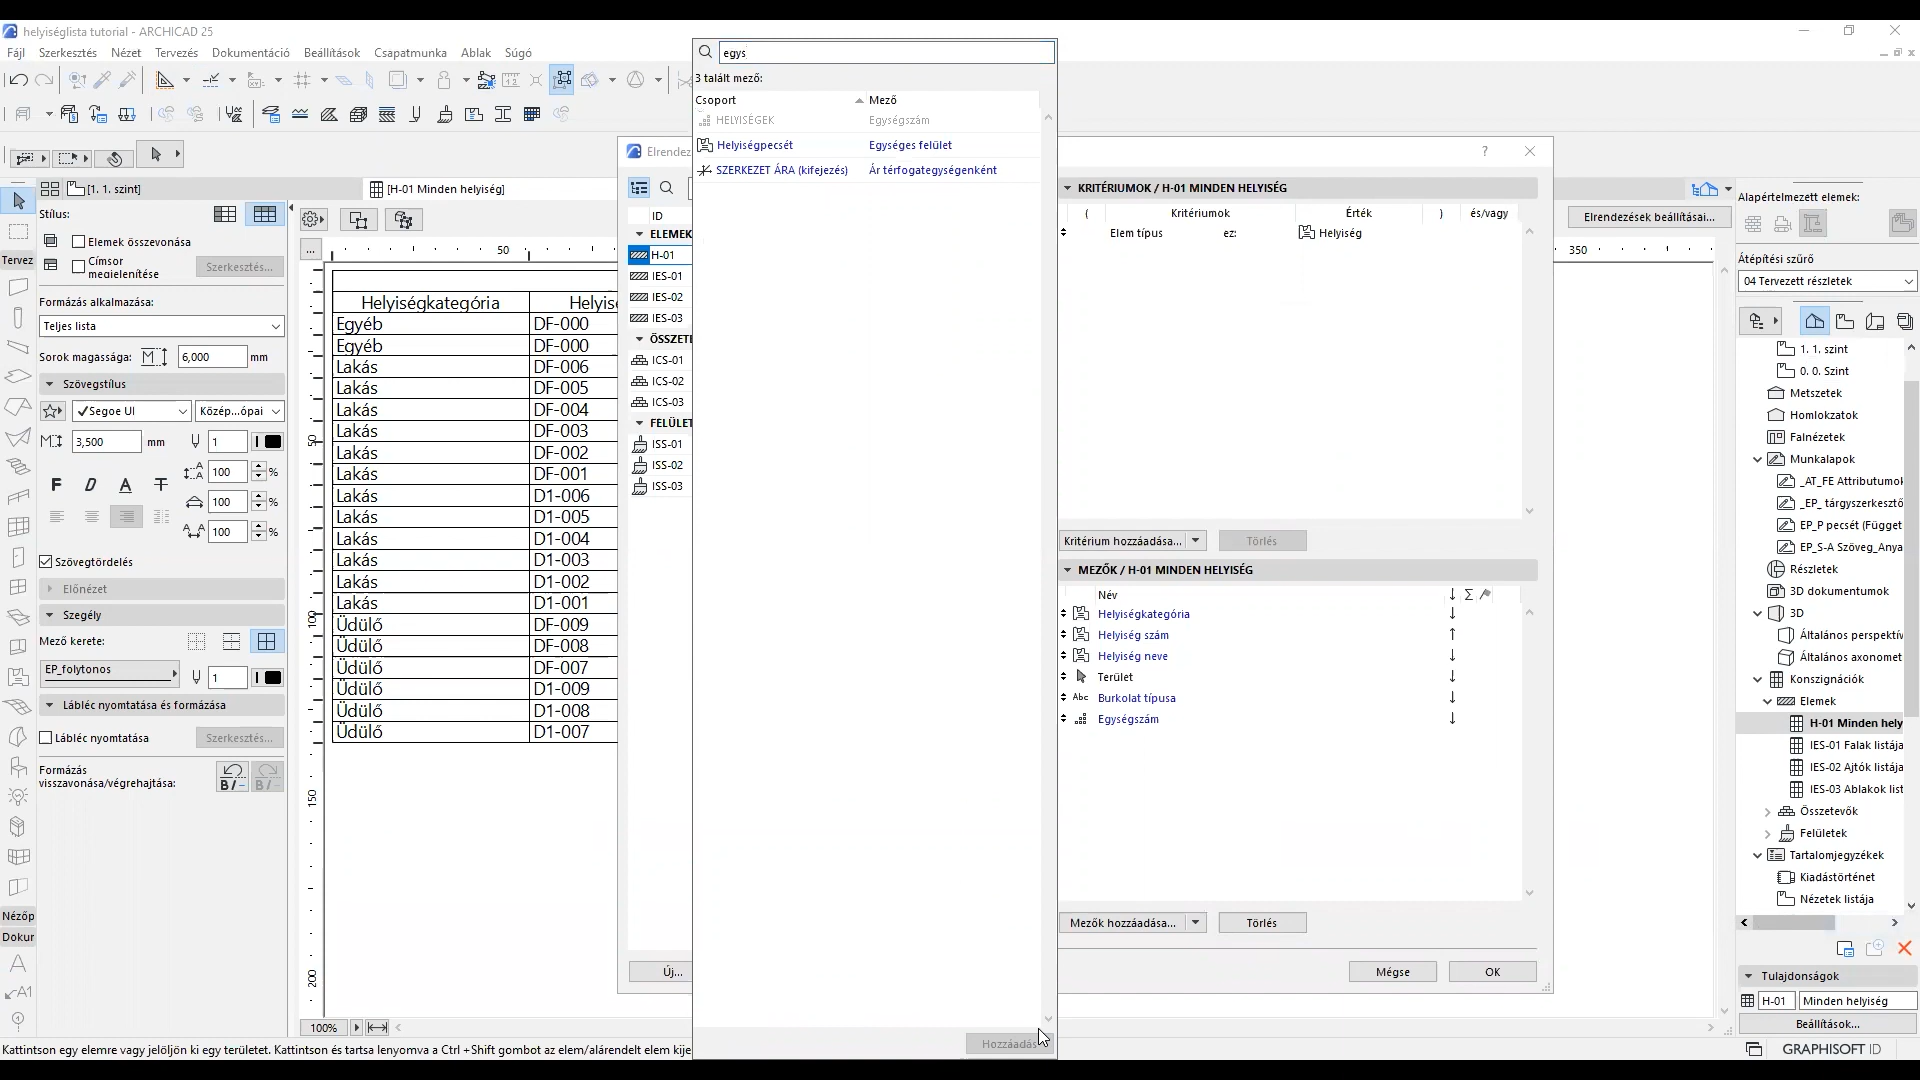 helyiséglista tutorial - ARCHICAD 25
Fájl Szerkesztés Nézet Tervezés Dokumentáció Beállítások Csapatmunka Ablak Súgó
egys
3 talált mező:
Csoport Mező
HELYISÉGEK Egységszám
Helyiségpecsét Egységes felület
SZERKEZET ÁRA (kifejezés) Ár térfogategységenként
Hozzáadás
[1. 1. szint]
[H-01 Minden helyiség]
Stílus:
Elemek összevonása
Címsor megjelenítése
Szerkesztés...
Formázás alkalmazása:
Teljes lista
Sorok magassága: 6,000 mm
Szövegstílus
Segoe UI Közép...ópai
3,500 mm 1
100 %
100 %
100 %
Szövegtördelés
Előnézet
Szegély
Mező kerete:
EP_folytonos 1
Lábléc nyomtatása és formázása
Lábléc nyomtatása Szerkesztés...
Formázás visszavonása/végrehajtása:
Tervez
Nézőp
Dokur
50
350
50
100
150
200
Helyiségkategória Helyis
Egyéb DF-000
Egyéb DF-000
Lakás DF-006
Lakás DF-005
Lakás DF-004
Lakás DF-003
Lakás DF-002
Lakás DF-001
Lakás D1-006
Lakás D1-005
Lakás D1-004
Lakás D1-003
Lakás D1-002
Lakás D1-001
Üdülő DF-009
Üdülő DF-008
Üdülő DF-007
Üdülő D1-009
Üdülő D1-008
Üdülő D1-007
100%
Elrendez
ID
ELEMEK
H-01
IES-01
IES-02
IES-03
ÖSSZETE
ICS-01
ICS-02
ICS-03
FELÜLET
ISS-01
ISS-02
ISS-03
Új...
KRITÉRIUMOK / H-01 MINDEN HELYISÉG
( Kritériumok Érték ) és/vagy
Elem típus ez: Helyiség
Kritérium hozzáadása... Törlés
MEZŐK / H-01 MINDEN HELYISÉG
Név
Helyiségkategória
Helyiség szám
Helyiség neve
Terület
Abc Burkolat típusa
Egységszám
Mezők hozzáadása... Törlés
Mégse OK
Elrendezések beállításai...
Alapértelmezett elemek:
Átépítési szűrő
04 Tervezett részletek
1. 1. szint
0. 0. Szint
Metszetek
Homlokzatok
Falnézetek
Munkalapok
_AT_FE Attributumok
_EP_ tárgyszerkesztő
EP_P pecsét (Függet
EP_S-A Szöveg_Anya
Részletek
3D dokumentumok
3D
Általános perspektív
Általános axonomet
Konszignációk
Elemek
H-01 Minden hely
IES-01 Falak listája
IES-02 Ajtók listája
IES-03 Ablakok list
Összetevők
Felületek
Tartalomjegyzékek
Kiadástörténet
Nézetek listája
Tulajdonságok
H-01 Minden helyiség
Beállítások...
Kattintson egy elemre vagy jelöljön ki egy területet. Kattintson és tartsa lenyomva a Ctrl +Shift gombot az elem/alárendelt elem kije
GRAPHISOFT ID